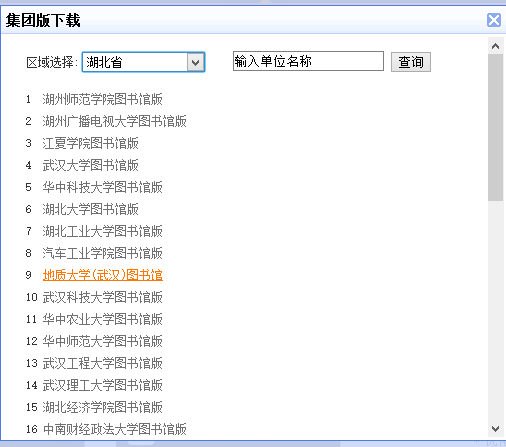 集团版下载
区域选择: 湖北省 输入单位名称 查询
1 湖州师范学院图书馆版
2 湖州广播电视大学图书馆版
3 江夏学院图书馆版
4 武汉大学图书馆版
5 华中科技大学图书馆版
6 湖北大学图书馆版
7 湖北工业大学图书馆版
8 汽车工业学院图书馆版
9 地质大学(武汉)图书馆
10 武汉科技大学图书馆版
11 华中农业大学图书馆版
12 华中师范大学图书馆版
13 武汉工程大学图书馆版
14 武汉理工大学图书馆版
15 湖北经济学院图书馆版
16 中南财经政法大学图书馆版